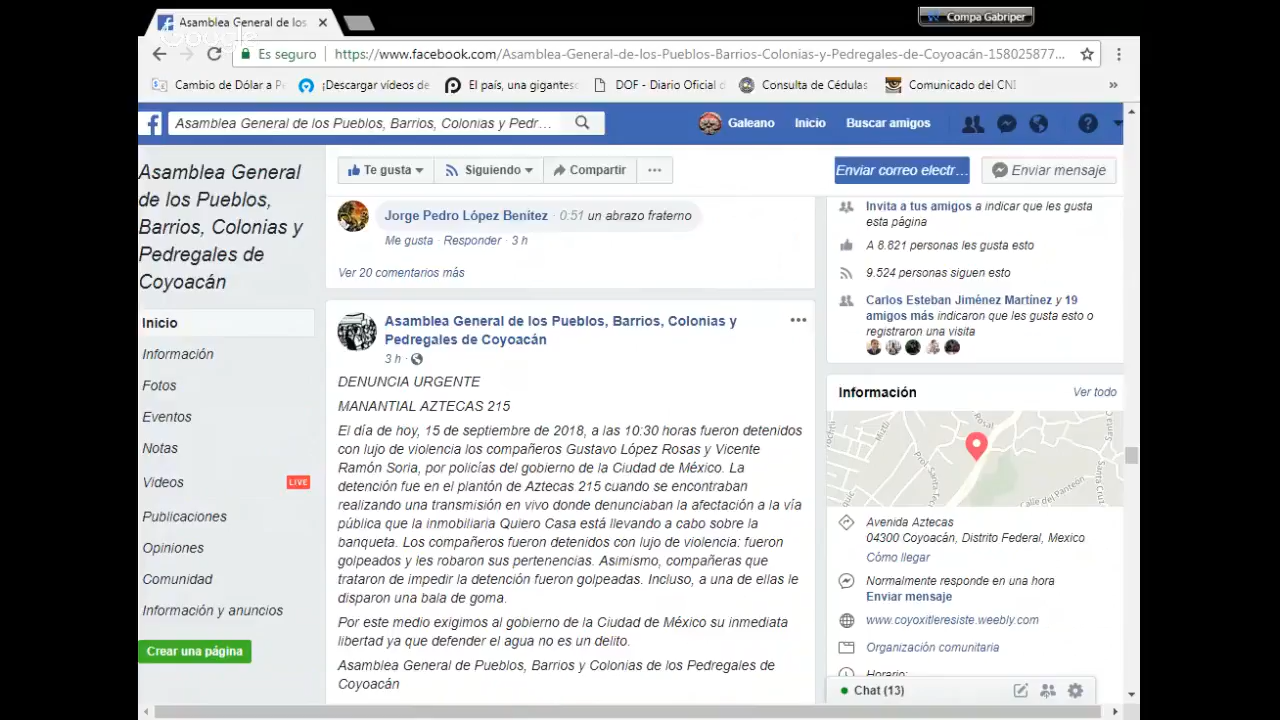 Asamblea General de los
Compa Gabriper
Google
Es seguro
https://www.facebook.com/Asamblea-General-de-los-Pueblos-Barrios-Colonias-y-Pedregales-de-Coyoacán-158025877...
Cambio de Dólar a Pe
¡Descargar vídeos de
El país, una gigantesc
DOF - Diario Oficial d
Consulta de Cédulas
Comunicado del CNI
»
Asamblea General de los Pueblos, Barrios, Colonias y Pedr...
Galeano
Inicio
Buscar amigos
Asamblea General
de los Pueblos,
Barrios, Colonias y
Pedregales de
Coyoacán
Inicio
Información
Fotos
Eventos
Notas
Videos
LIVE
Publicaciones
Opiniones
Comunidad
Información y anuncios
Crear una página
Te gusta
Siguiendo
Compartir
...
Enviar correo electr...
Enviar mensaje
Jorge Pedro López Benítez · 0:51 un abrazo fraterno
Me gusta · Responder · 3 h
Ver 20 comentarios más
Asamblea General de los Pueblos, Barrios, Colonias y
Pedregales de Coyoacán
3 h ·
DENUNCIA URGENTE
MANANTIAL AZTECAS 215
El día de hoy, 15 de septiembre de 2018, a las 10:30 horas fueron detenidos
con lujo de violencia los compañeros Gustavo López Rosas y Vicente
Ramón Soria, por policías del gobierno de la Ciudad de México. La
detención fue en el plantón de Aztecas 215 cuando se encontraban
realizando una transmisión en vivo donde denunciaban la afectación a la vía
pública que la inmobiliaria Quiero Casa está llevando a cabo sobre la
banqueta. Los compañeros fueron detenidos con lujo de violencia: fueron
golpeados y les robaron sus pertenencias. Asimismo, compañeras que
trataron de impedir la detención fueron golpeadas. Incluso, a una de ellas le
disparon una bala de goma.
Por este medio exigimos al gobierno de la Ciudad de México su inmediata
libertad ya que defender el agua no es un delito.
Asamblea General de Pueblos, Barrios y Colonias de los Pedregales de
Coyoacán
Invita a tus amigos a indicar que les gusta
esta página
A 8.821 personas les gusta esto
9.524 personas siguen esto
Carlos Esteban Jiménez Martínez y 19
amigos más indicaron que les gusta esto o
registraron una visita
Información
Ver todo
Rosal
Muitl
Prol. Santa
Calle del Panteón
Santa Cruz
Avenida Aztecas
04300 Coyoacán, Distrito Federal, Mexico
Cómo llegar
Normalmente responde en una hora
Enviar mensaje
www.coyoxitleresiste.weebly.com
Organización comunitaria
Horario:
Chat (13)